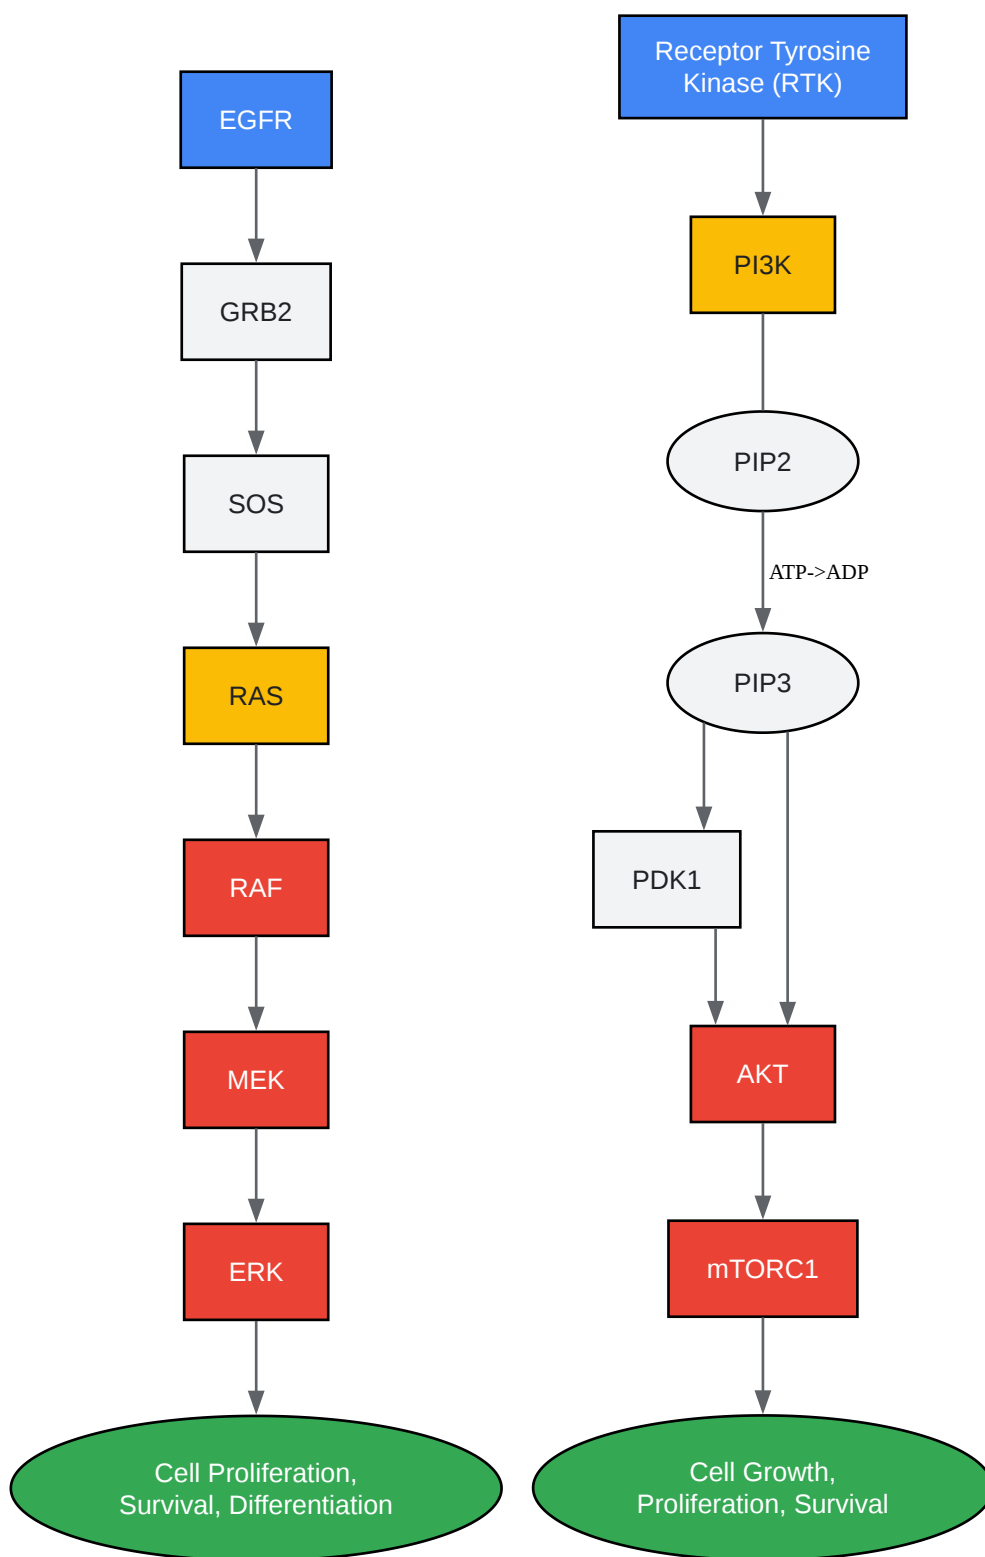 EGFR
GRB2
SOS
RAS
RAF
MEK
ERK
Cell Proliferation,
Survival, Differentiation
Receptor Tyrosine
Kinase (RTK)
PI3K
PIP2
ATP->ADP
PIP3
PDK1
AKT
mTORC1
Cell Growth,
Proliferation, Survival